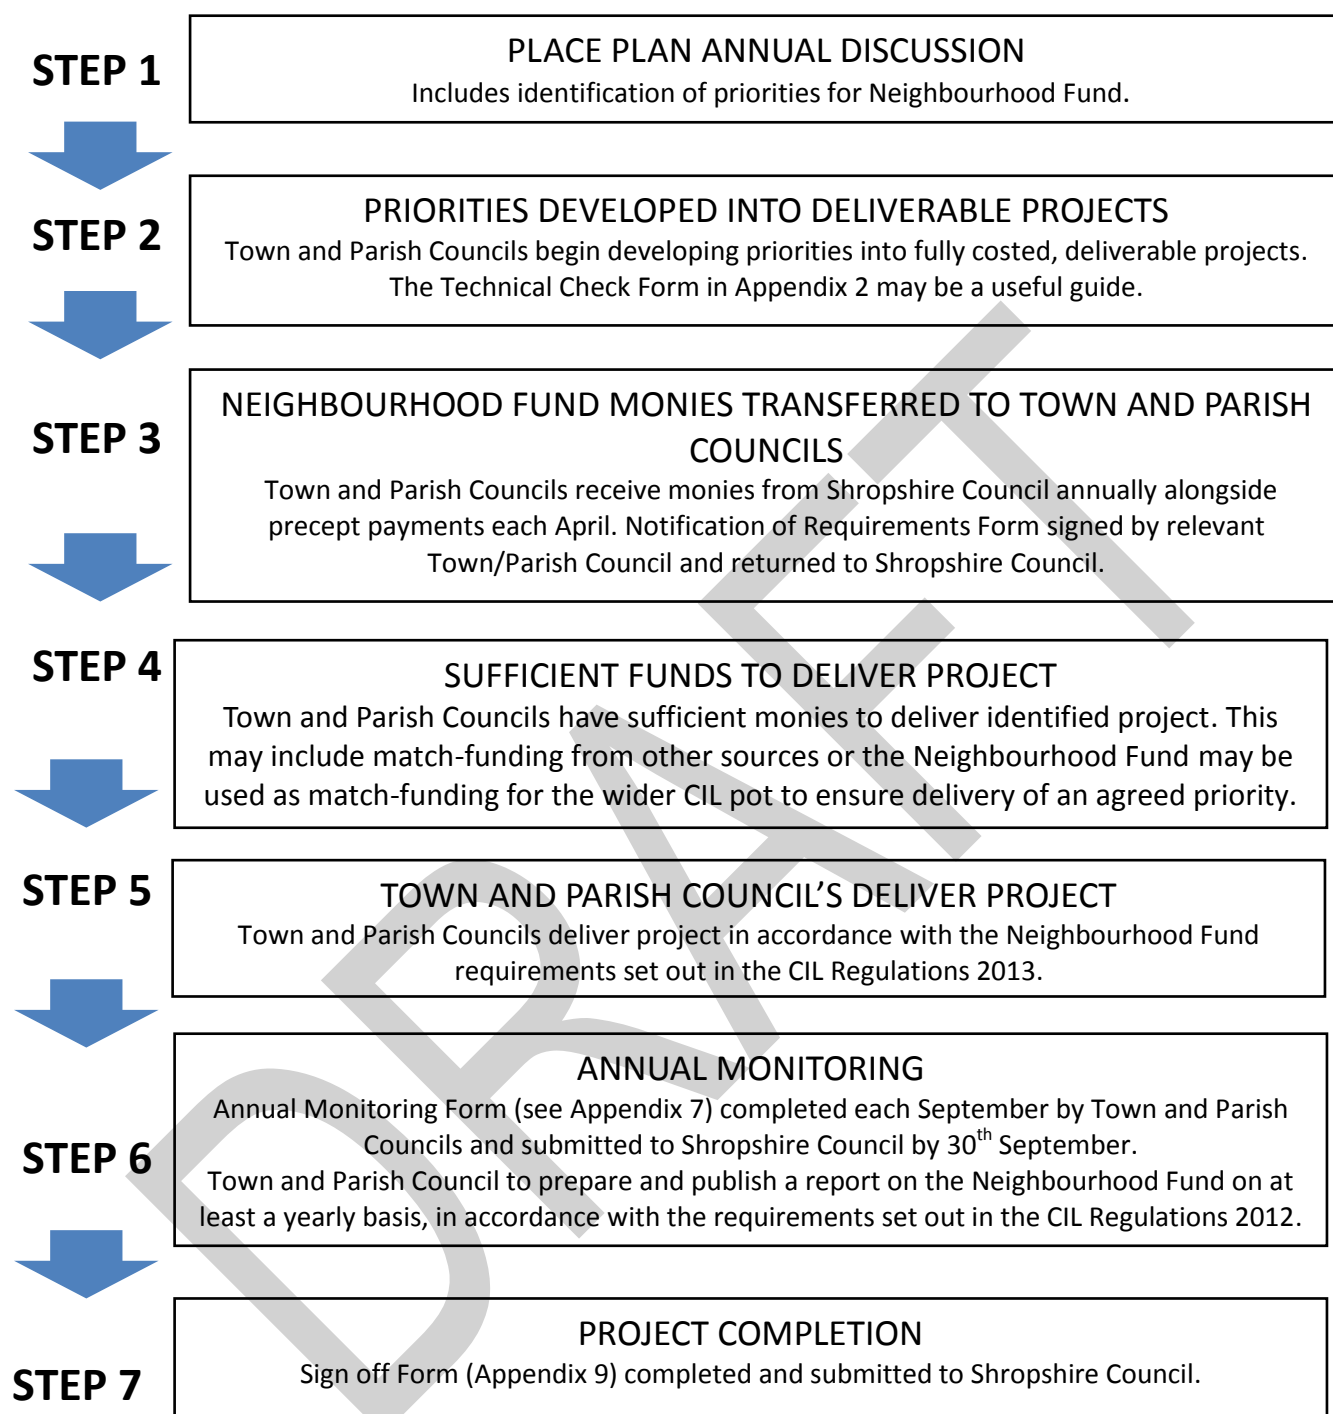 STEP 1
PLACE PLAN ANNUAL DISCUSSION
Includes identification of priorities for Neighbourhood Fund.
STEP 2
PRIORITIES DEVELOPED INTO DELIVERABLE PROJECTS
Town and Parish Councils begin developing priorities into fully costed, deliverable projects.
The Technical Check Form in Appendix 2 may be a useful guide.
STEP 3
NEIGHBOURHOOD FUND MONIES TRANSFERRED TO TOWN AND PARISH
COUNCILS
Town and Parish Councils receive monies from Shropshire Council annually alongside
precept payments each April. Notification of Requirements Form signed by relevant
Town/Parish Council and returned to Shropshire Council.
STEP 4
SUFFICIENT FUNDS TO DELIVER PROJECT
Town and Parish Councils have sufficient monies to deliver identified project. This
may include match-funding from other sources or the Neighbourhood Fund may be
used as match-funding for the wider CIL pot to ensure delivery of an agreed priority.
STEP 5
TOWN AND PARISH COUNCIL’S DELIVER PROJECT
Town and Parish Councils deliver project in accordance with the Neighbourhood Fund
requirements set out in the CIL Regulations 2013.
STEP 6
ANNUAL MONITORING
Annual Monitoring Form (see Appendix 7) completed each September by Town and Parish
Councils and submitted to Shropshire Council by 30th September.
Town and Parish Council to prepare and publish a report on the Neighbourhood Fund on at
least a yearly basis, in accordance with the requirements set out in the CIL Regulations 2012.
STEP 7
PROJECT COMPLETION
Sign off Form (Appendix 9) completed and submitted to Shropshire Council.
DRAFT